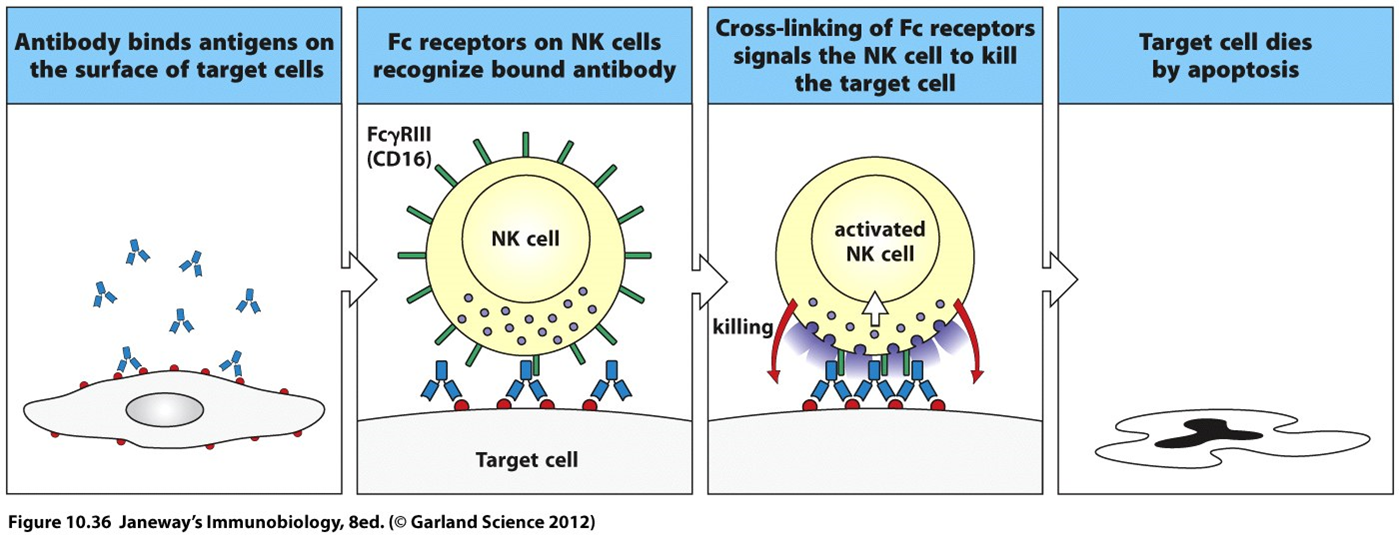 Antibody binds antigens on
the surface of target cells
Fc receptors on NK cells
recognize bound antibody
Cross-linking of Fc receptors
signals the NK cell to kill
the target cell
Target cell dies
by apoptosis
FcγRIII
(CD16)
NK cell
Target cell
activated
NK cell
killing
Figure 10.36 Janeway's Immunobiology, 8ed. (© Garland Science 2012)